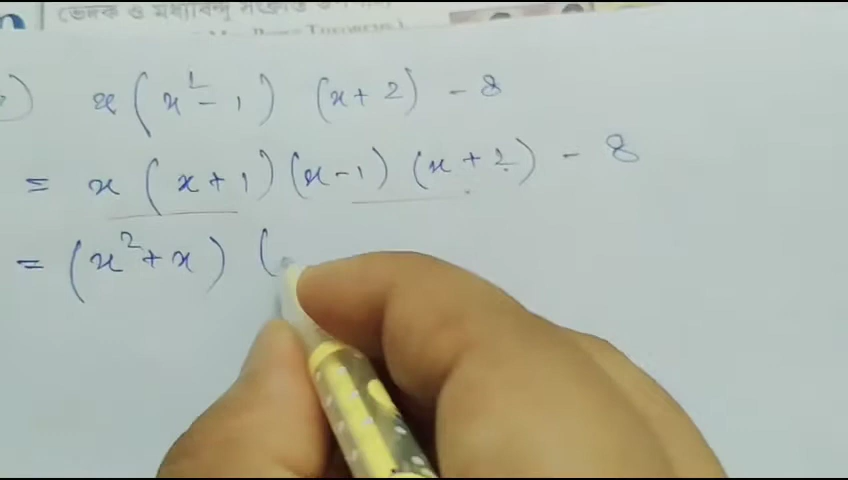 x(x² - 1) (x + 2) - 8
= x (x + 1) (x - 1) (x + 2) - 8
= (x² + x) (